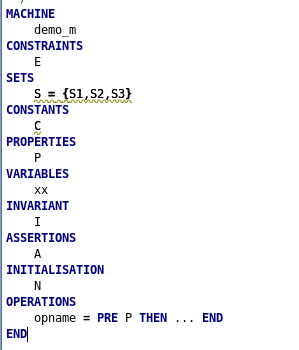 MACHINE
    demo_m
CONSTRAINTS
    E
SETS
    S = {S1,S2,S3}
CONSTANTS
    C
PROPERTIES
    P
VARIABLES
    xx
INVARIANT
    I
ASSERTIONS
    A
INITIALISATION
    N
OPERATIONS
    opname = PRE P THEN ... END
END